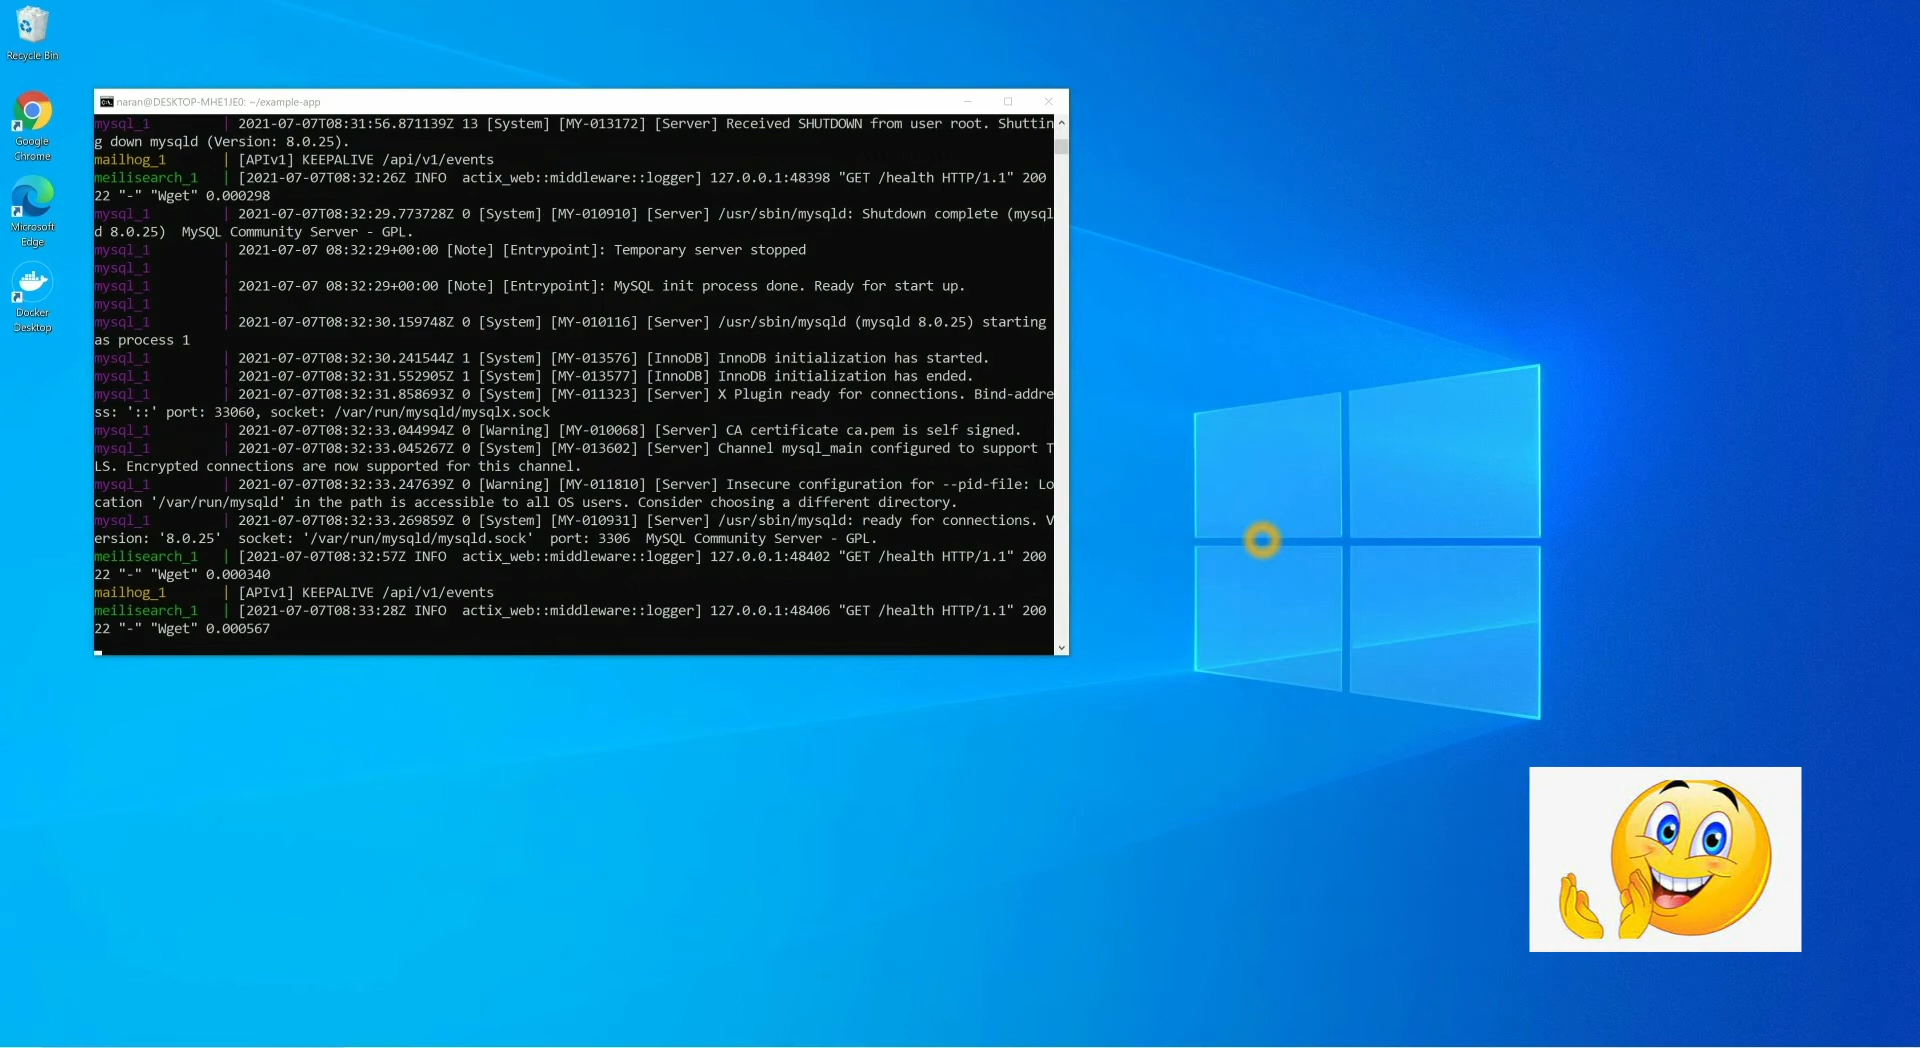 Recycle Bin
Google
Chrome
Microsoft
Edge
Docker
Desktop
naran@DESKTOP-MHE1JE0: ~/example-app
mysql_1 | 2021-07-07T08:31:56.871139Z 13 [System] [MY-013172] [Server] Received SHUTDOWN from user root. Shuttin
g down mysqld (Version: 8.0.25).
mailhog_1 | [APIv1] KEEPALIVE /api/v1/events
meilisearch_1 | [2021-07-07T08:32:26Z INFO  actix_web::middleware::logger] 127.0.0.1:48398 "GET /health HTTP/1.1" 200
22 "-" "Wget" 0.000298
mysql_1 | 2021-07-07T08:32:29.773728Z 0 [System] [MY-010910] [Server] /usr/sbin/mysqld: Shutdown complete (mysql
d 8.0.25)  MySQL Community Server - GPL.
mysql_1 | 2021-07-07 08:32:29+00:00 [Note] [Entrypoint]: Temporary server stopped
mysql_1 |
mysql_1 | 2021-07-07 08:32:29+00:00 [Note] [Entrypoint]: MySQL init process done. Ready for start up.
mysql_1 |
mysql_1 | 2021-07-07T08:32:30.159748Z 0 [System] [MY-010116] [Server] /usr/sbin/mysqld (mysqld 8.0.25) starting
as process 1
mysql_1 | 2021-07-07T08:32:30.241544Z 1 [System] [MY-013576] [InnoDB] InnoDB initialization has started.
mysql_1 | 2021-07-07T08:32:31.552905Z 1 [System] [MY-013577] [InnoDB] InnoDB initialization has ended.
mysql_1 | 2021-07-07T08:32:31.858693Z 0 [System] [MY-011323] [Server] X Plugin ready for connections. Bind-addre
ss: '::' port: 33060, socket: /var/run/mysqld/mysqlx.sock
mysql_1 | 2021-07-07T08:32:33.044994Z 0 [Warning] [MY-010068] [Server] CA certificate ca.pem is self signed.
mysql_1 | 2021-07-07T08:32:33.045267Z 0 [System] [MY-013602] [Server] Channel mysql_main configured to support T
LS. Encrypted connections are now supported for this channel.
mysql_1 | 2021-07-07T08:32:33.247639Z 0 [Warning] [MY-011810] [Server] Insecure configuration for --pid-file: Lo
cation '/var/run/mysqld' in the path is accessible to all OS users. Consider choosing a different directory.
mysql_1 | 2021-07-07T08:32:33.269859Z 0 [System] [MY-010931] [Server] /usr/sbin/mysqld: ready for connections. V
ersion: '8.0.25'  socket: '/var/run/mysqld/mysqld.sock'  port: 3306  MySQL Community Server - GPL.
meilisearch_1 | [2021-07-07T08:32:57Z INFO  actix_web::middleware::logger] 127.0.0.1:48402 "GET /health HTTP/1.1" 200
22 "-" "Wget" 0.000340
mailhog_1 | [APIv1] KEEPALIVE /api/v1/events
meilisearch_1 | [2021-07-07T08:33:28Z INFO  actix_web::middleware::logger] 127.0.0.1:48406 "GET /health HTTP/1.1" 200
22 "-" "Wget" 0.000567